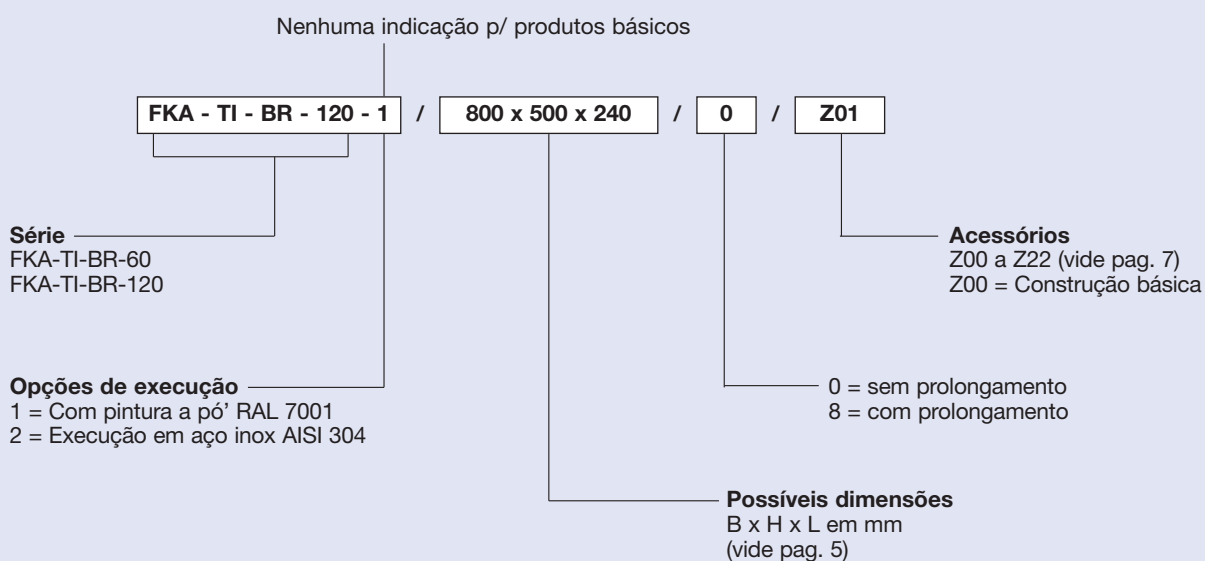 Nenhuma indicação p/ produtos básicos
FKA - TI - BR - 120 - 1 / 800 x 500 x 240 / 0 / Z01
Série
FKA-TI-BR-60
FKA-TI-BR-120
Acessórios
Z00 a Z22 (vide pag. 7)
Z00 = Construção básica
Opções de execução
1 = Com pintura a pó’ RAL 7001
2 = Execução em aço inox AISI 304
0 = sem prolongamento
8 = com prolongamento
Possíveis dimensões
B x H x L em mm
(vide pag. 5)